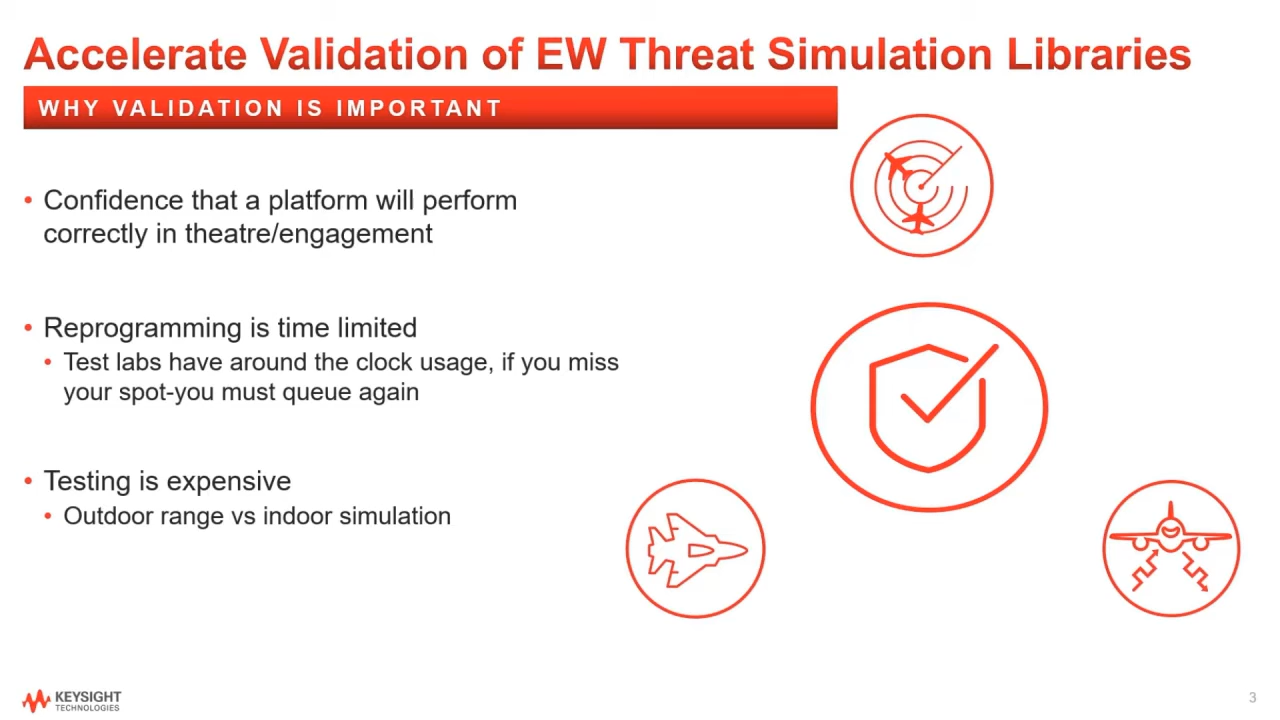 Accelerate Validation of EW Threat Simulation Libraries
WHY VALIDATION IS IMPORTANT
• Confidence that a platform will perform
correctly in theatre/engagement
• Reprogramming is time limited
• Test labs have around the clock usage, if you miss
your spot-you must queue again
• Testing is expensive
• Outdoor range vs indoor simulation
KEYSIGHT
TECHNOLOGIES
3